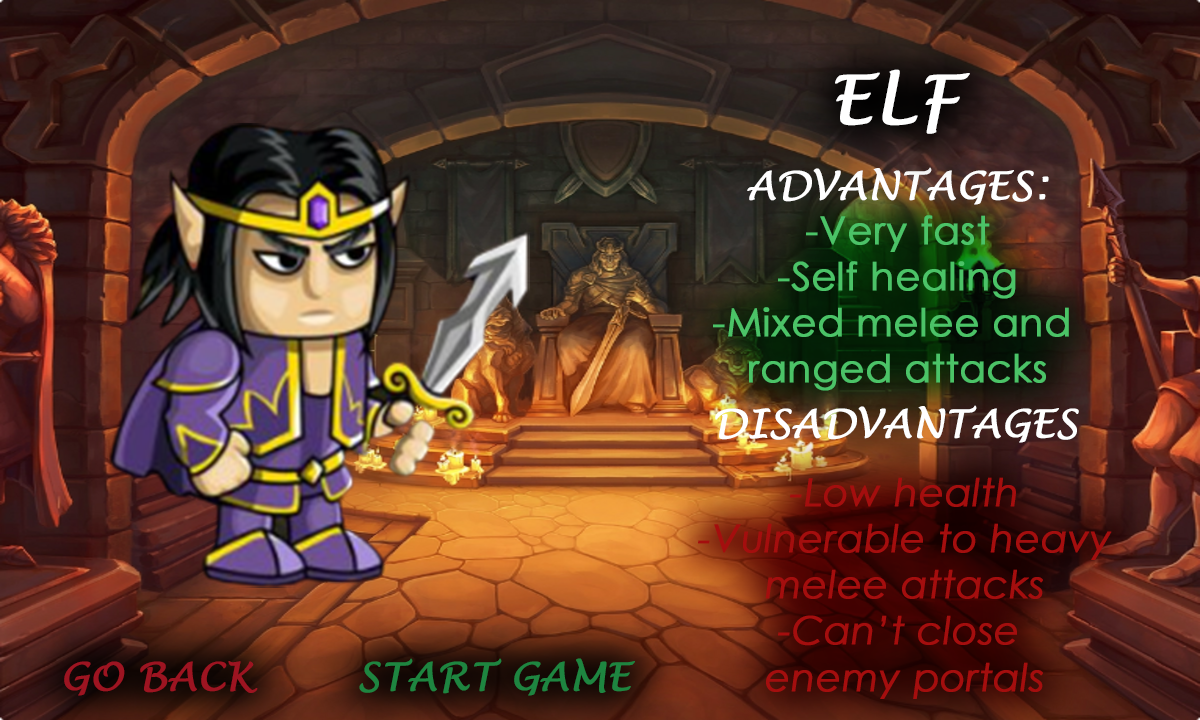 ELF
ADVANTAGES:
-Very fast
-Self healing
-Mixed melee and
ranged attacks
DISADVANTAGES
-Low health
-Vulnerable to heavy
melee attacks
-Can't close
enemy portals
GO BACK
START GAME